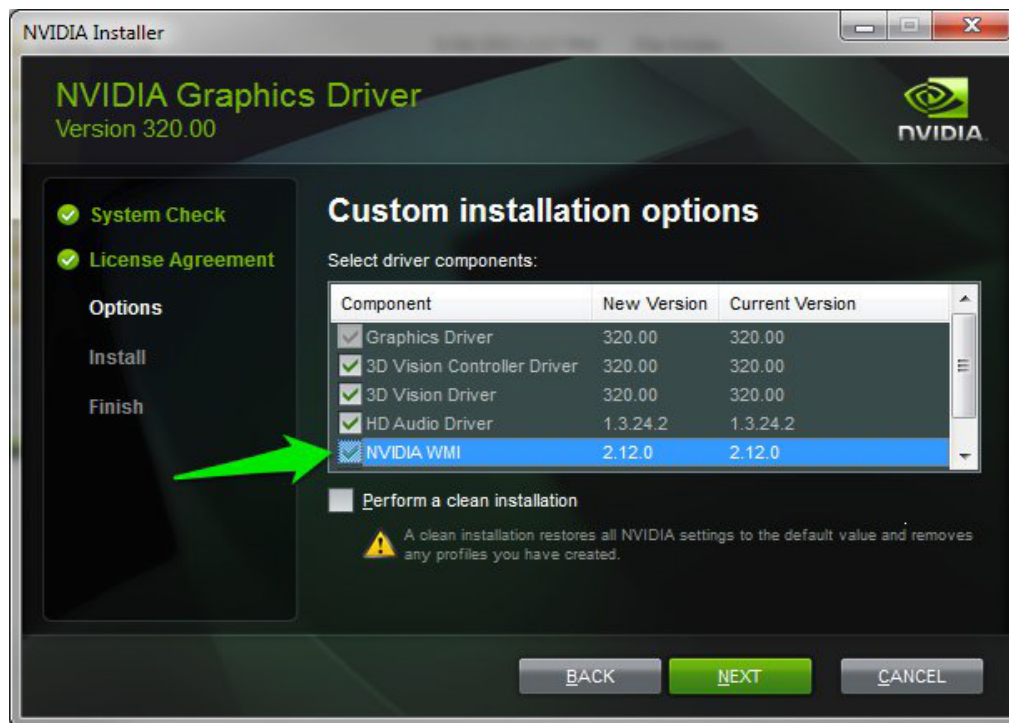 NVIDIA Installer
NVIDIA Graphics Driver
Version 320.00
NVIDIA.
System Check
License Agreement
Options
Install
Finish
Custom installation options
Select driver components:
Component New Version Current Version
Graphics Driver 320.00 320.00
3D Vision Controller Driver 320.00 320.00
3D Vision Driver 320.00 320.00
HD Audio Driver 1.3.24.2 1.3.24.2
NVIDIA WMI 2.12.0 2.12.0
Perform a clean installation
A clean installation restores all NVIDIA settings to the default value and removes
any profiles you have created.
BACK NEXT CANCEL